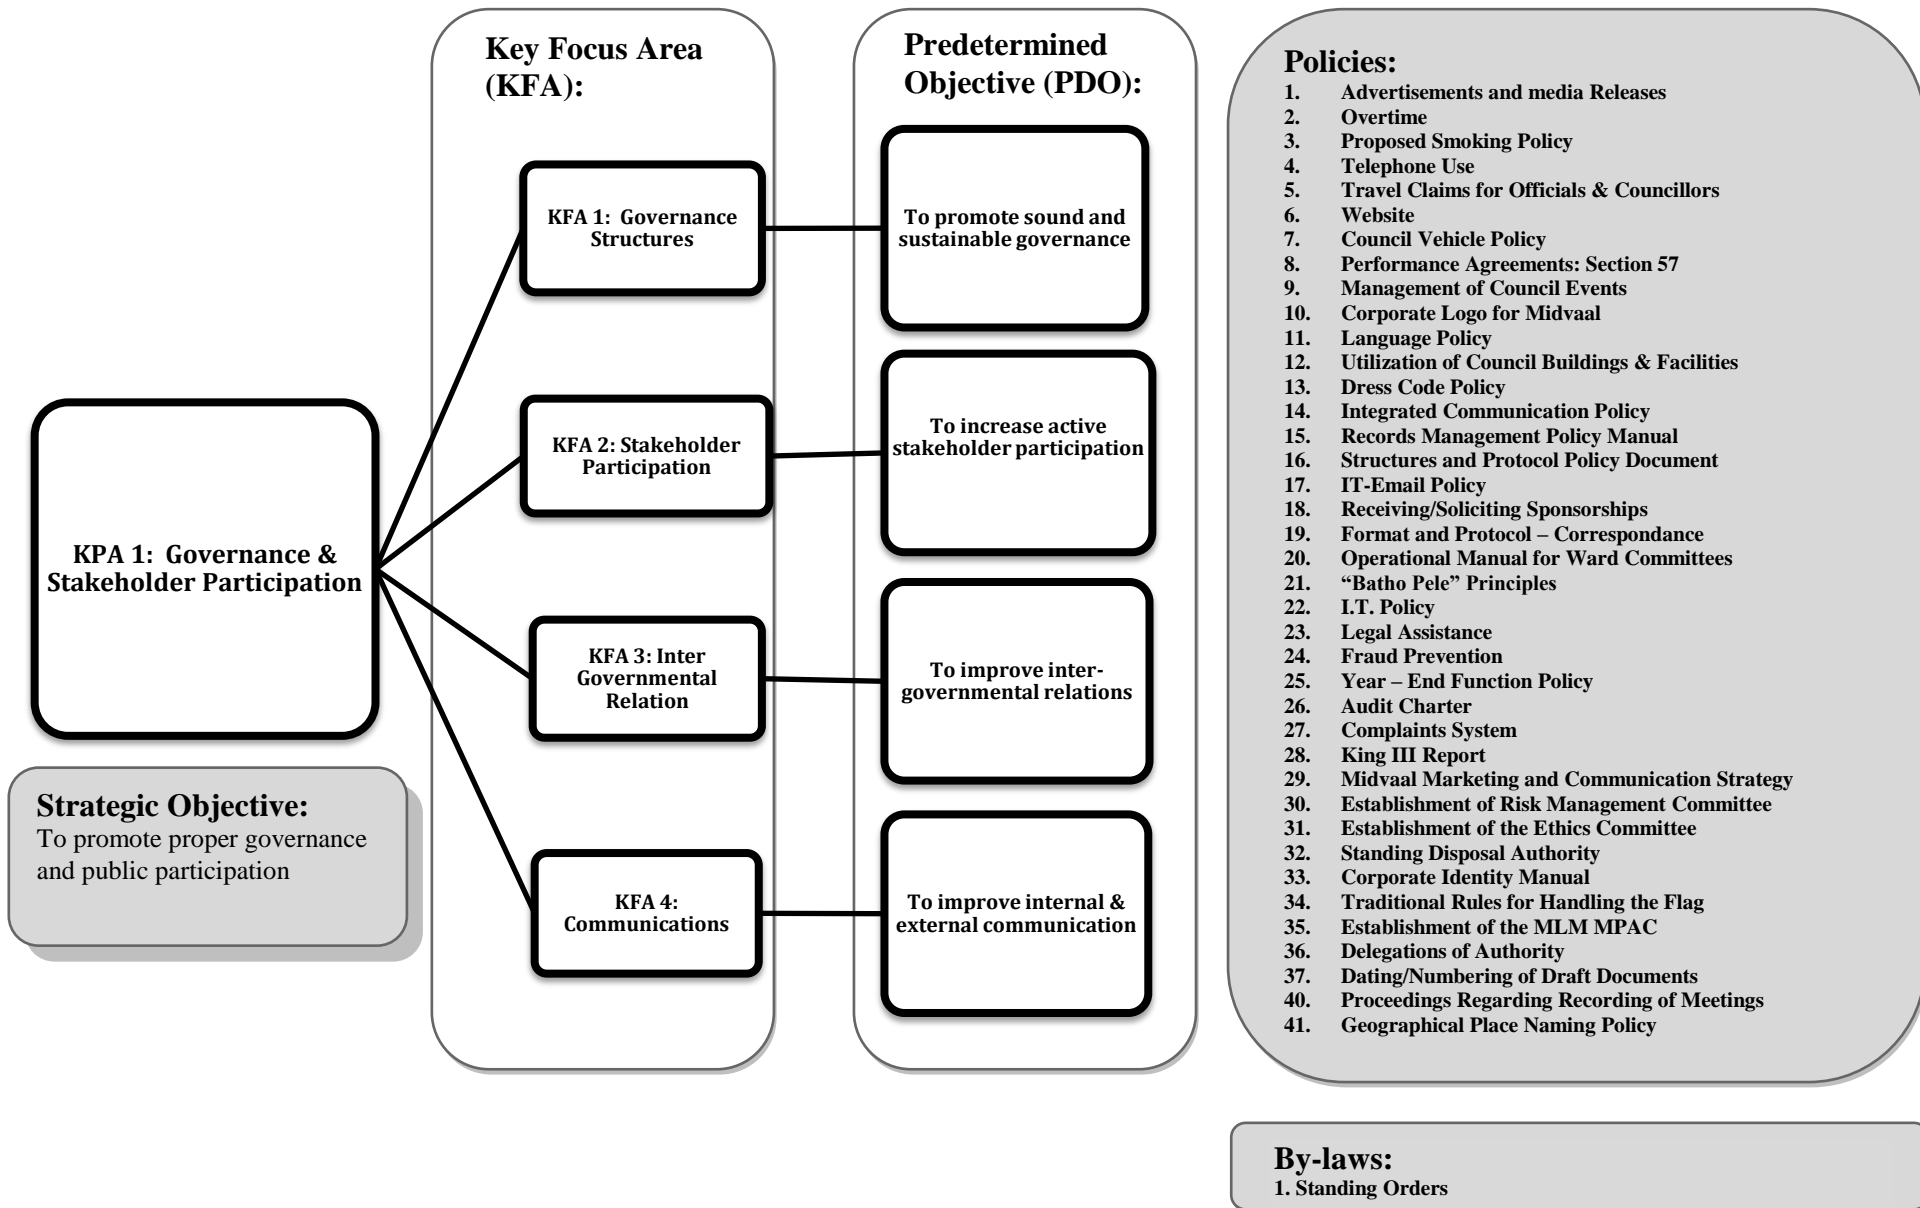 KPA 1:  Governance &
Stakeholder Participation
Strategic Objective:
To promote proper governance
and public participation
Key Focus Area
(KFA):
KFA 1:  Governance
Structures
KFA 2: Stakeholder
Participation
KFA 3: Inter
Governmental
Relation
KFA 4:
Communications
Predetermined
Objective (PDO):
To promote sound and
sustainable governance
To increase active
stakeholder participation
To improve inter-
governmental relations
To improve internal &
external communication
Policies:
1. Advertisements and media Releases
2. Overtime
3. Proposed Smoking Policy
4. Telephone Use
5. Travel Claims for Officials & Councillors
6. Website
7. Council Vehicle Policy
8. Performance Agreements: Section 57
9. Management of Council Events
10. Corporate Logo for Midvaal
11. Language Policy
12. Utilization of Council Buildings & Facilities
13. Dress Code Policy
14. Integrated Communication Policy
15. Records Management Policy Manual
16. Structures and Protocol Policy Document
17. IT-Email Policy
18. Receiving/Soliciting Sponsorships
19. Format and Protocol – Correspondance
20. Operational Manual for Ward Committees
21. “Batho Pele” Principles
22. I.T. Policy
23. Legal Assistance
24. Fraud Prevention
25. Year – End Function Policy
26. Audit Charter
27. Complaints System
28. King III Report
29. Midvaal Marketing and Communication Strategy
30. Establishment of Risk Management Committee
31. Establishment of the Ethics Committee
32. Standing Disposal Authority
33. Corporate Identity Manual
34. Traditional Rules for Handling the Flag
35. Establishment of the MLM MPAC
36. Delegations of Authority
37. Dating/Numbering of Draft Documents
40. Proceedings Regarding Recording of Meetings
41. Geographical Place Naming Policy
By-laws:
1. Standing Orders